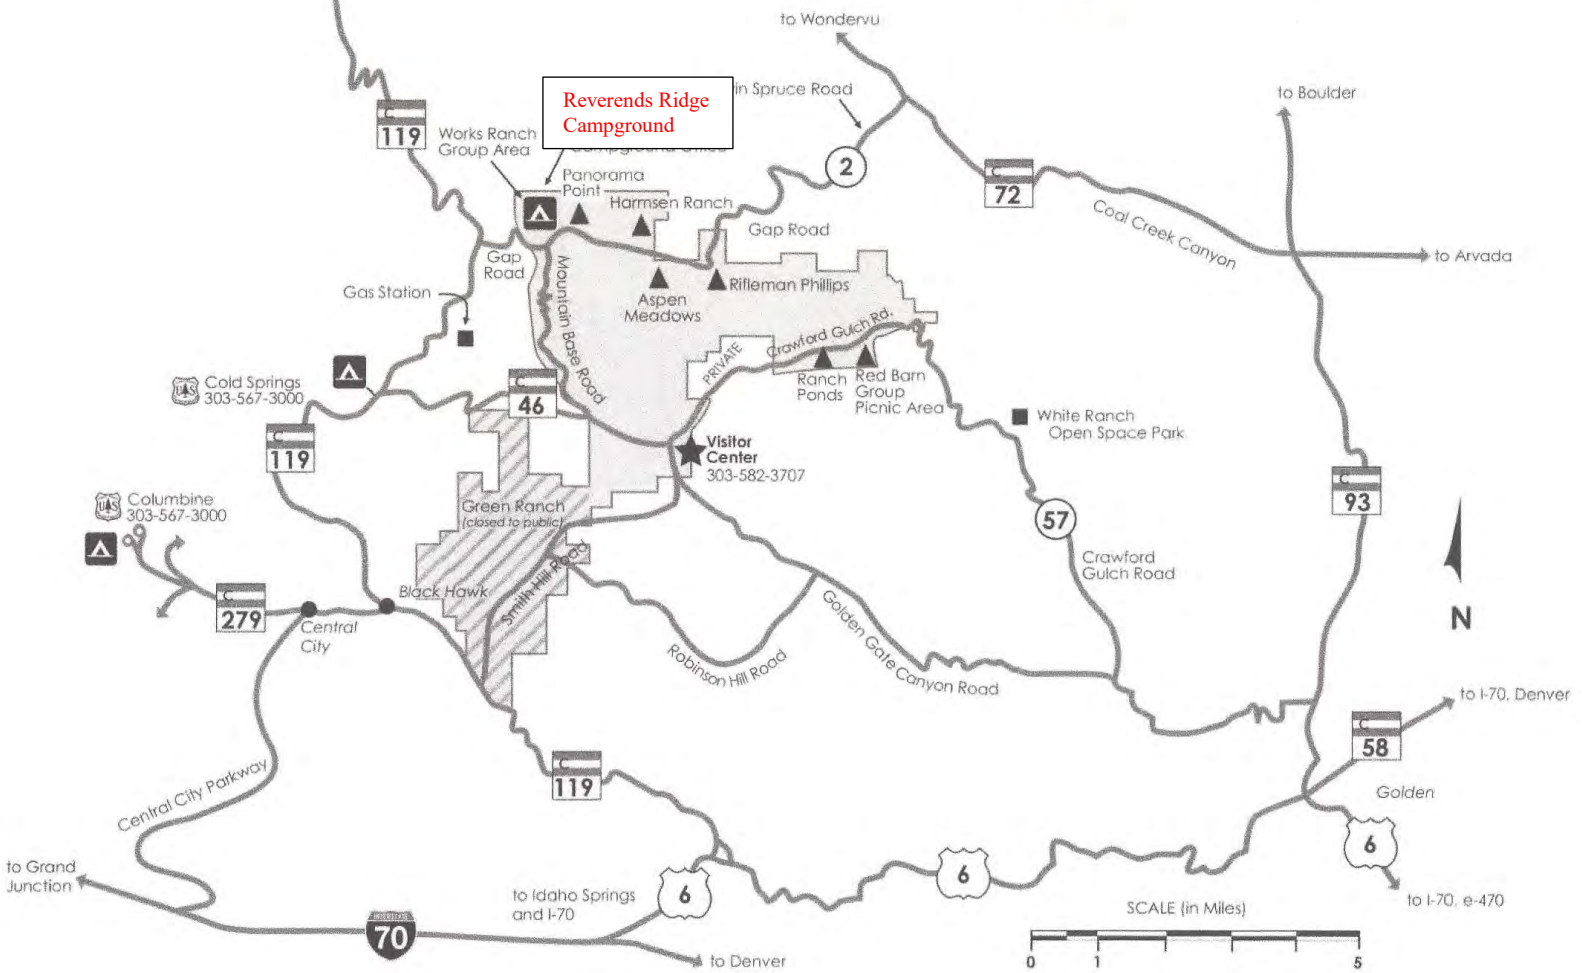 to Wondervu
in Spruce Road
to Boulder
Reverends Ridge
Campground
C
119
Works Ranch
Group Area
Panorama
Point
Harmsen Ranch
2
C
72
Coal Creek Canyon
to Arvada
Gap Road
Gap
Road
Gas Station
Mountain Base Road
Aspen
Meadows
Rifleman Phillips
Crawford Gulch Rd.
PRIVATE
Ranch
Ponds
Red Barn
Group
Picnic Area
US
Cold Springs
303-567-3000
C
46
C
119
White Ranch
Open Space Park
Visitor
Center
303-582-3707
C
93
US
Columbine
303-567-3000
Green Ranch
(closed to public)
57
Crawford
Gulch Road
Smith Hill Road
Black Hawk
C
279
Central
City
Golden Gate Canyon Road
Robinson Hill Road
N
to I-70, Denver
C
58
C
119
Central City Parkway
Golden
6
to Grand
Junction
6
6
to Idaho Springs
and I-70
to I-70, e-470
SCALE (in Miles)
INTERSTATE
70
to Denver
0 1 5